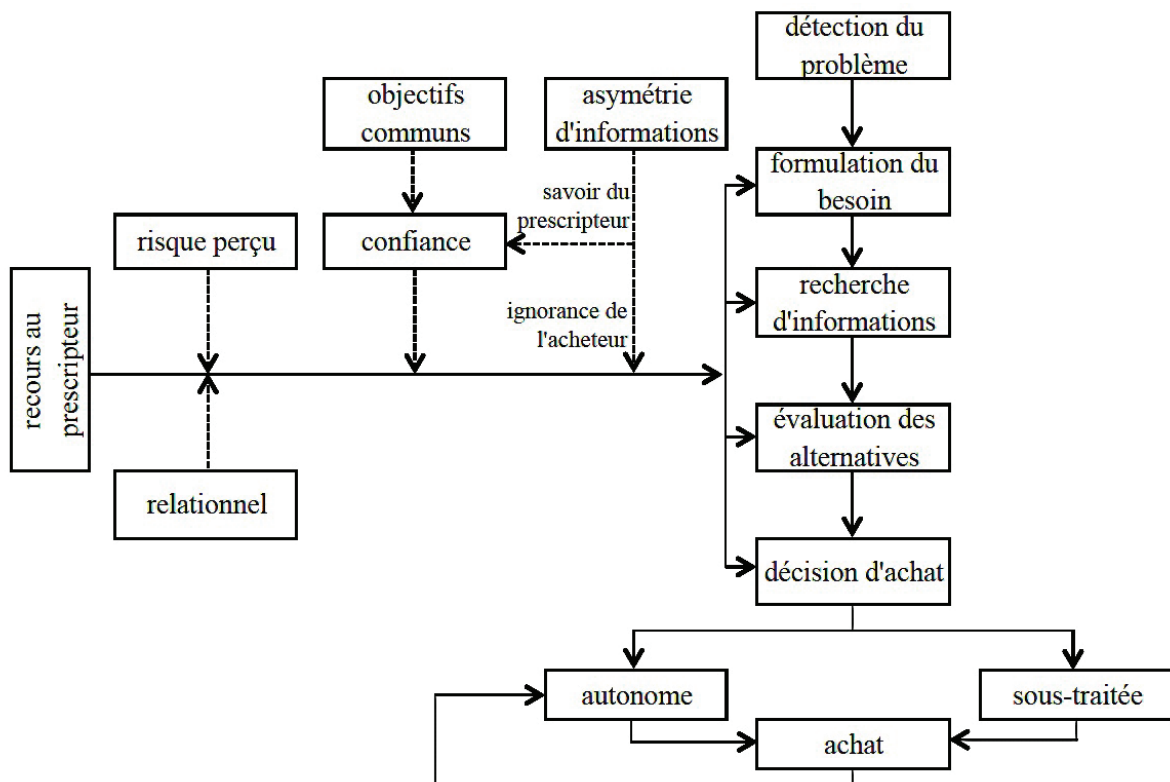 détection du
problème
objectifs
communs
asymétrie
d'informations
formulation du
besoin
savoir du
prescripteur
risque perçu
confiance
recherche
d'informations
ignorance de
l'acheteur
recours au
prescripteur
évaluation des
alternatives
relationnel
décision d'achat
autonome
sous-traitée
achat